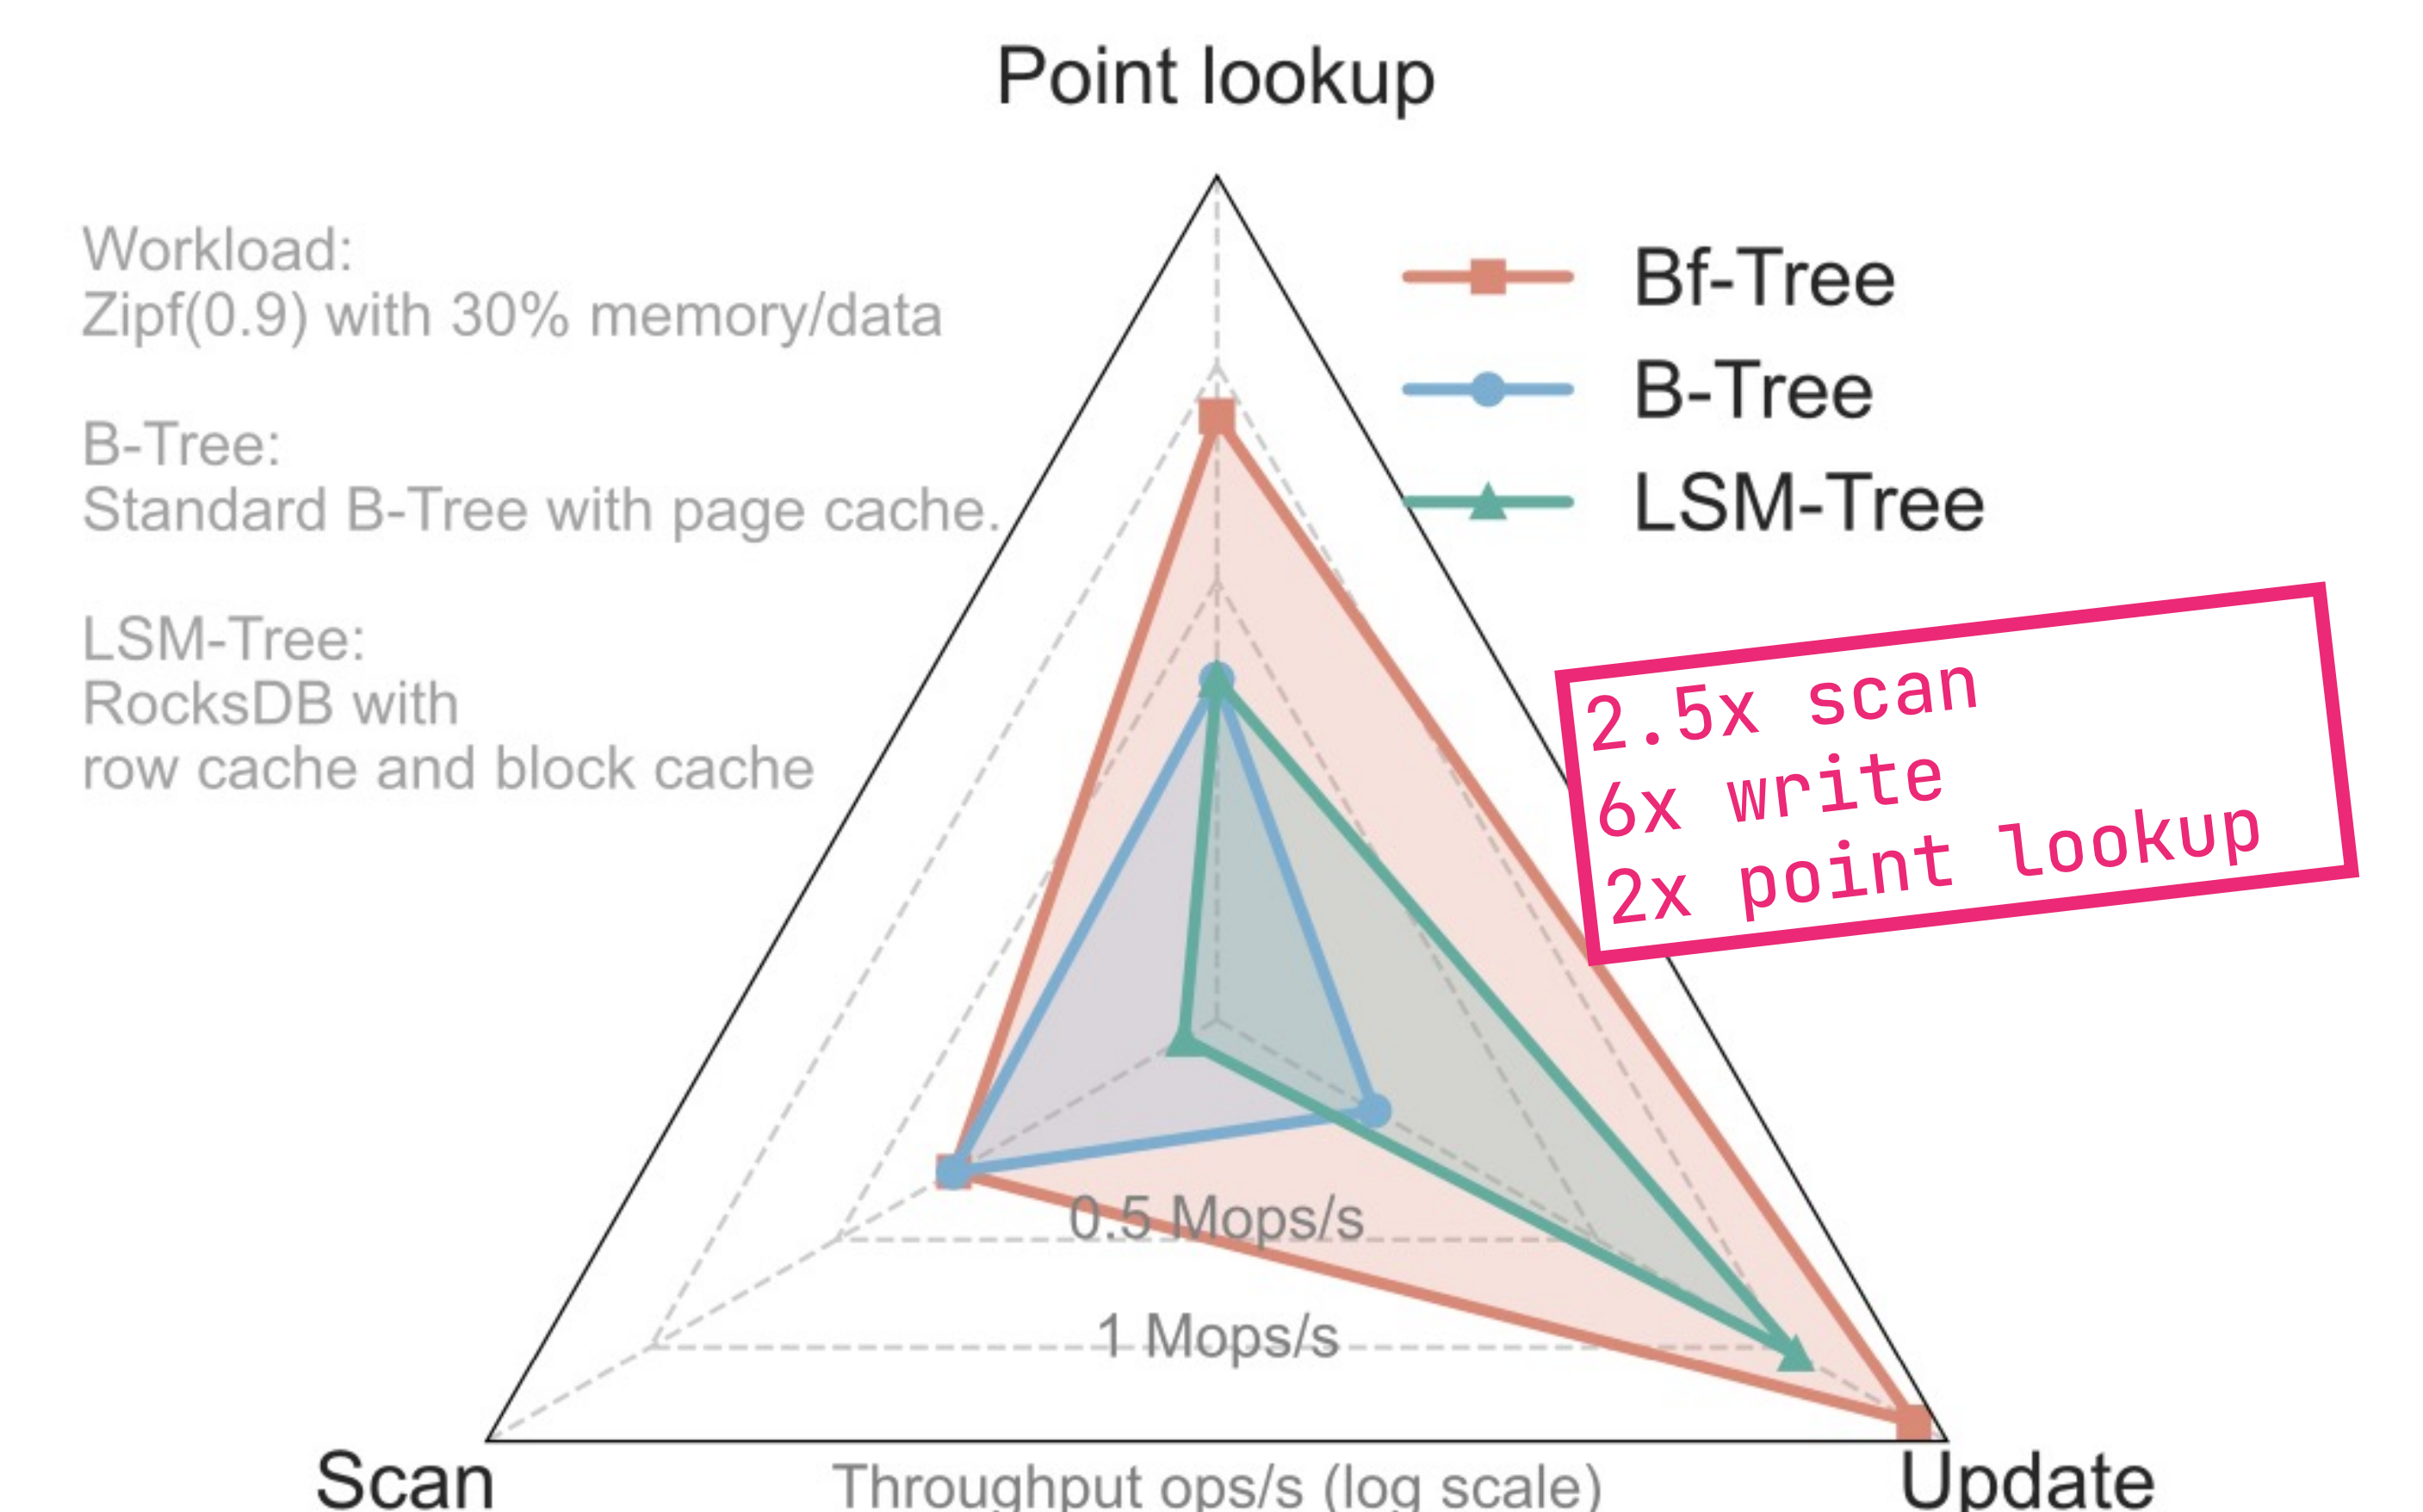 Point lookup
Workload:
Zipf(0.9) with 30% memory/data
B-Tree:
Standard B-Tree with page cache.
LSM-Tree:
RocksDB with
row cache and block cache
Bf-Tree
B-Tree
LSM-Tree
2.5x scan
6x write
2x point lookup
0.5 Mops/s
1 Mops/s
Scan
Throughput ops/s (log scale)
Update